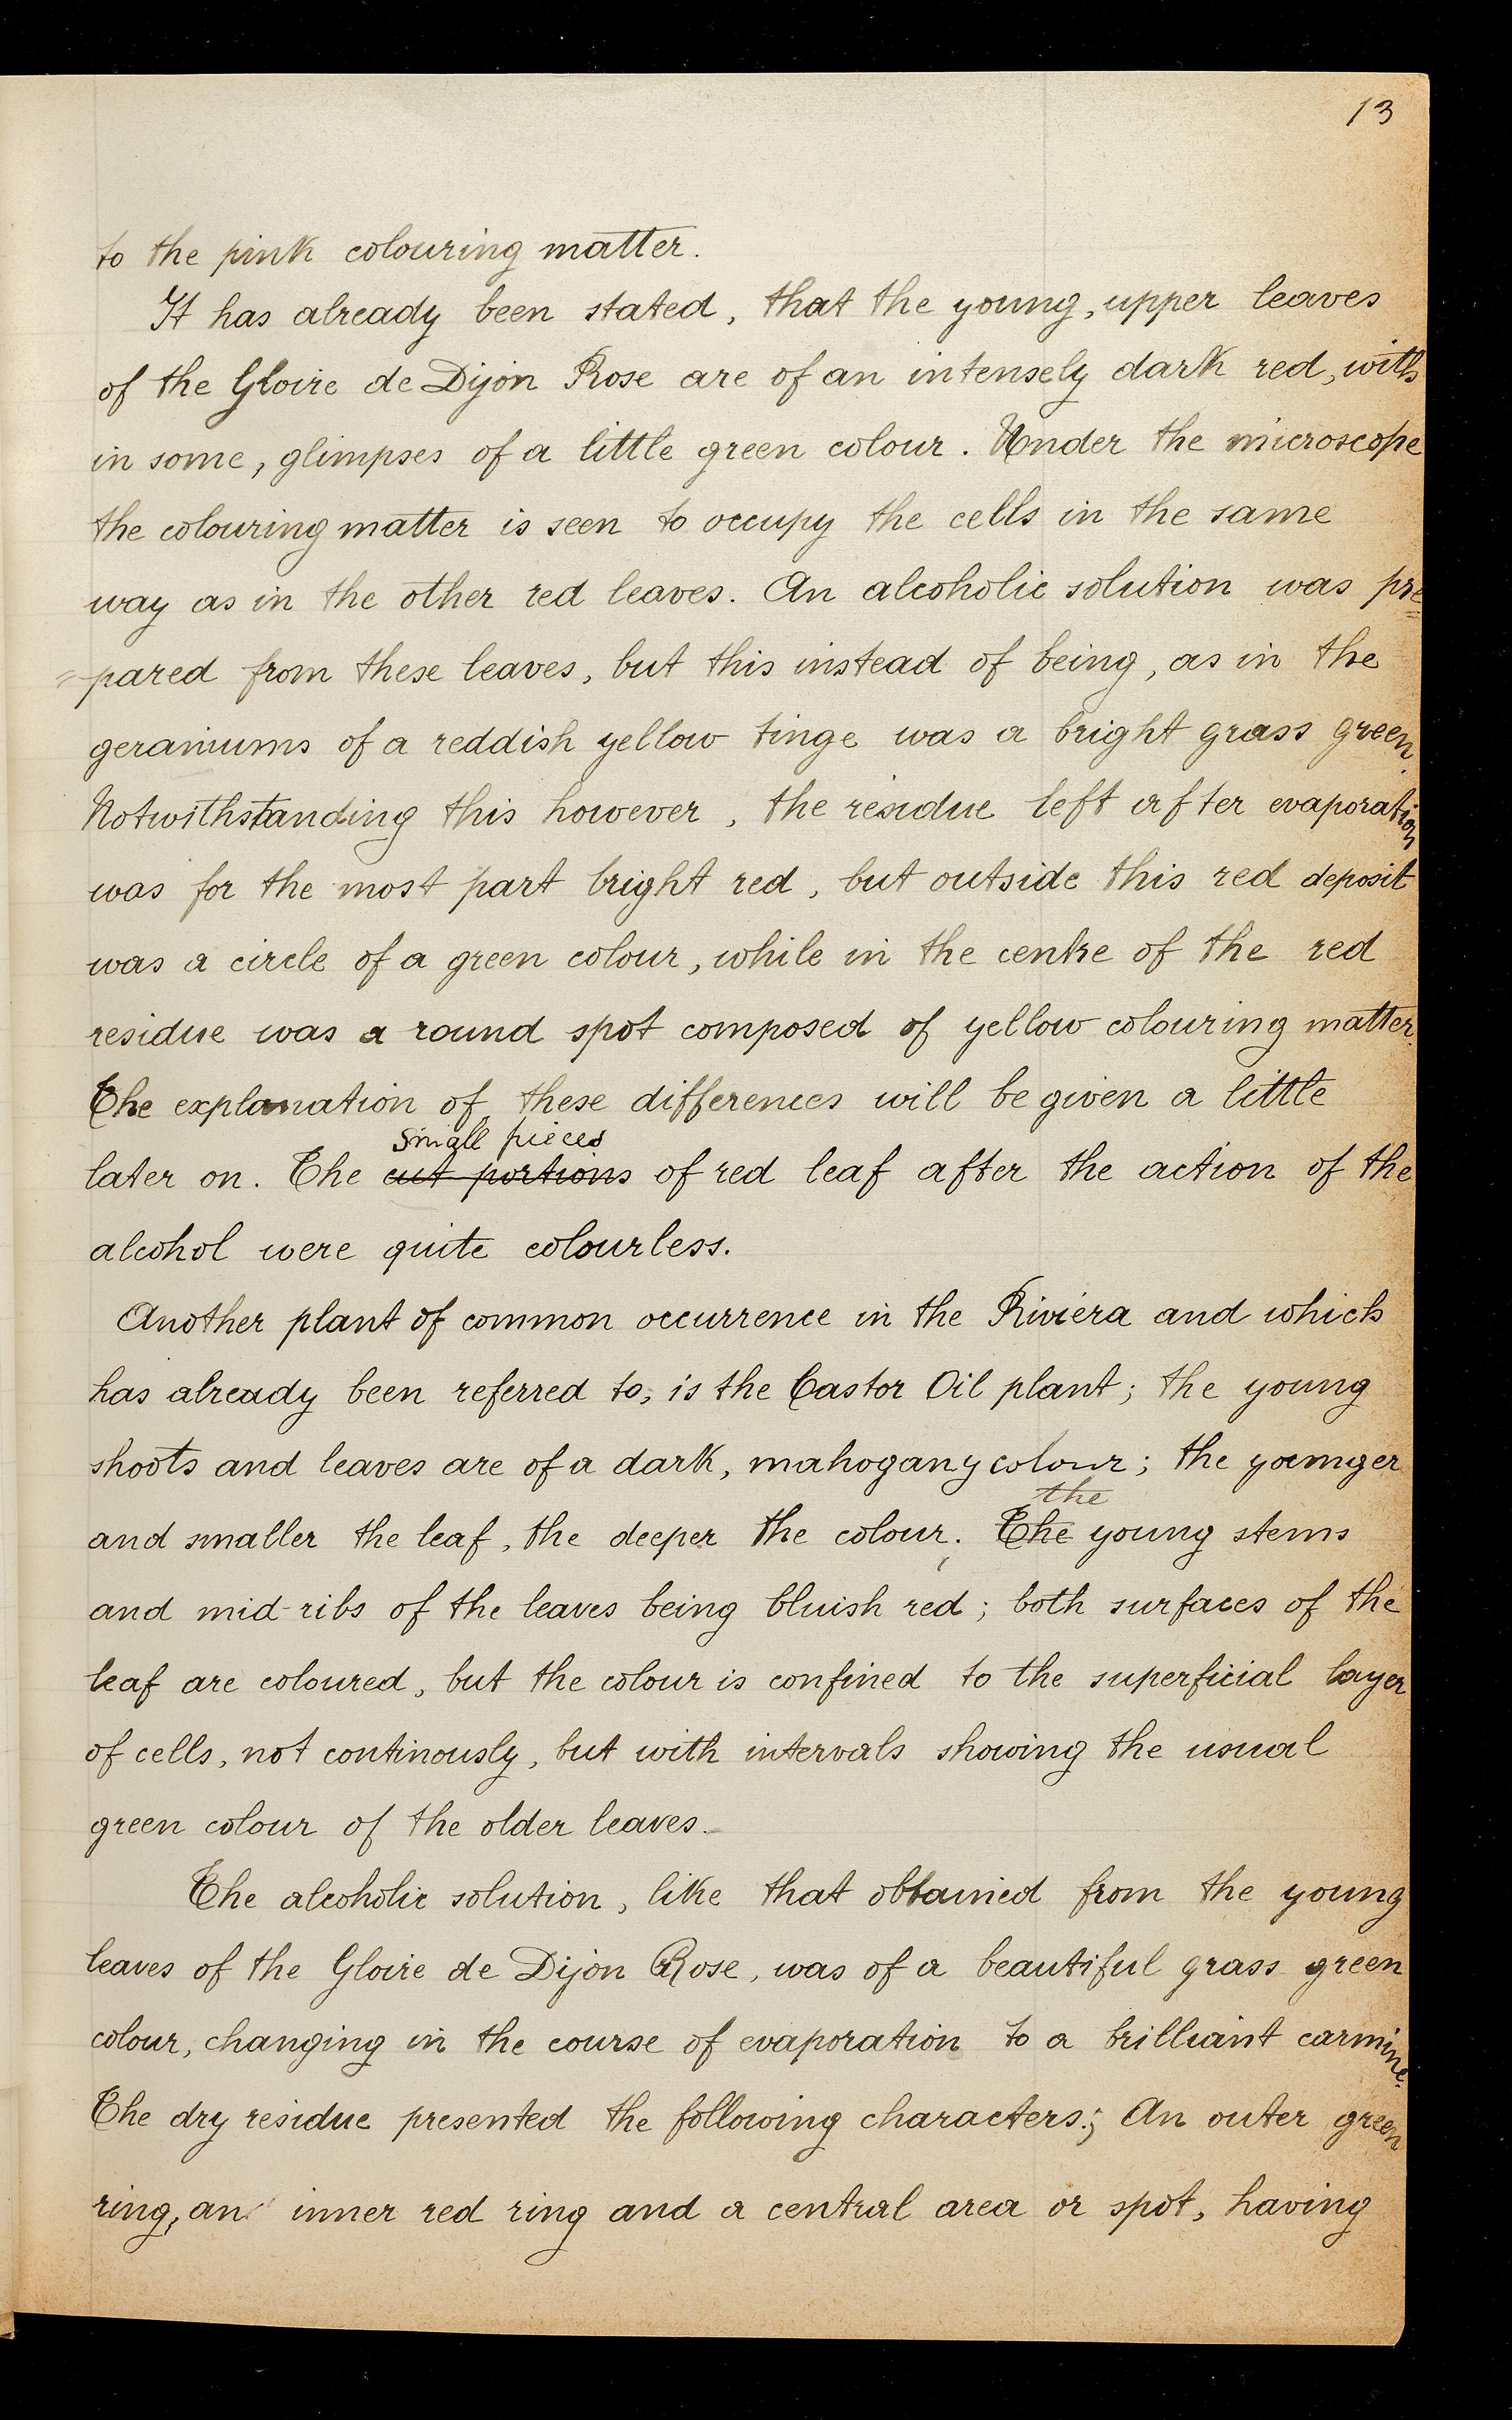 13
to the pink colouring matter.
It has already been stated, that the young, upper leaves
of the Gloire de Dijon Rose are of an intensely dark red, with
in some, glimpses of a little green colour. Under the microscope
the colouring matter is seen to occupy the cells in the same
way as in the other red leaves. An alcoholic solution was pre=
=pared from these leaves, but this instead of being, as in the
geraniums of a reddish yellow tinge was a bright grass green.
Notwithstanding this however, the residue left after evaporation
was for the most part bright red, but outside this red deposit
was a circle of a green colour, while in the centre of the red
residue was a round spot composed of yellow colouring matter.
The explanation of these differences will be given a little
small pieces
later on. The cut portions of red leaf after the action of the
alcohol were quite colourless.
Another plant of common occurrence in the Riviera and which
has already been referred to, is the Castor Oil plant; the young
shoots and leaves are of a dark, mahogany colour; the younger
the
and smaller the leaf, the deeper the colour; The young stems
and mid-ribs of the leaves being bluish red; both surfaces of the
leaf are coloured, but the colour is confined to the superficial layer
of cells, not continously, but with intervals showing the usual
green colour of the older leaves.
The alcoholic solution, like that obtained from the young
leaves of the Gloire de Dijon Rose, was of a beautiful grass green
colour, changing in the course of evaporation to a brilliant carmine.
The dry residue presented the following characters; An outer green
ring, an inner red ring and a central area or spot, having